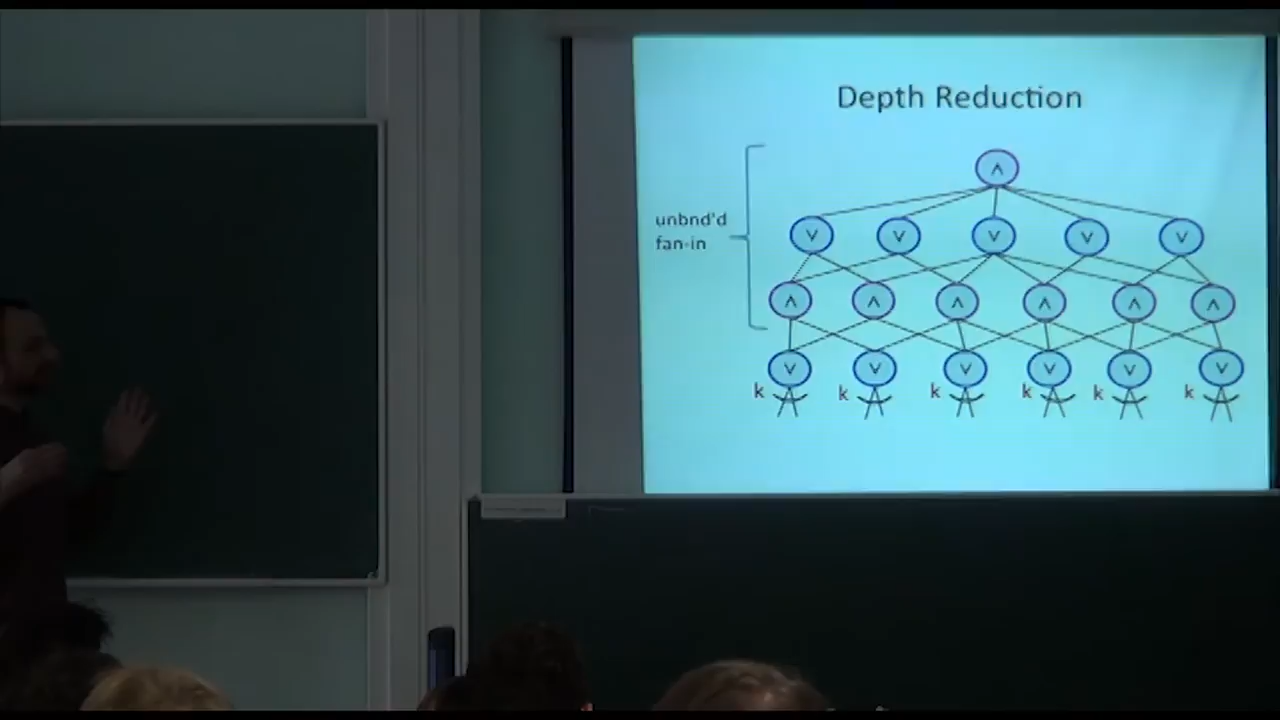 Depth Reduction
∧
unbnd'd
fan-in
∨ ∨ ∨ ∨ ∨
∧ ∧ ∧ ∧ ∧ ∧
∨ ∨ ∨ ∨ ∨ ∨
k k k k k k